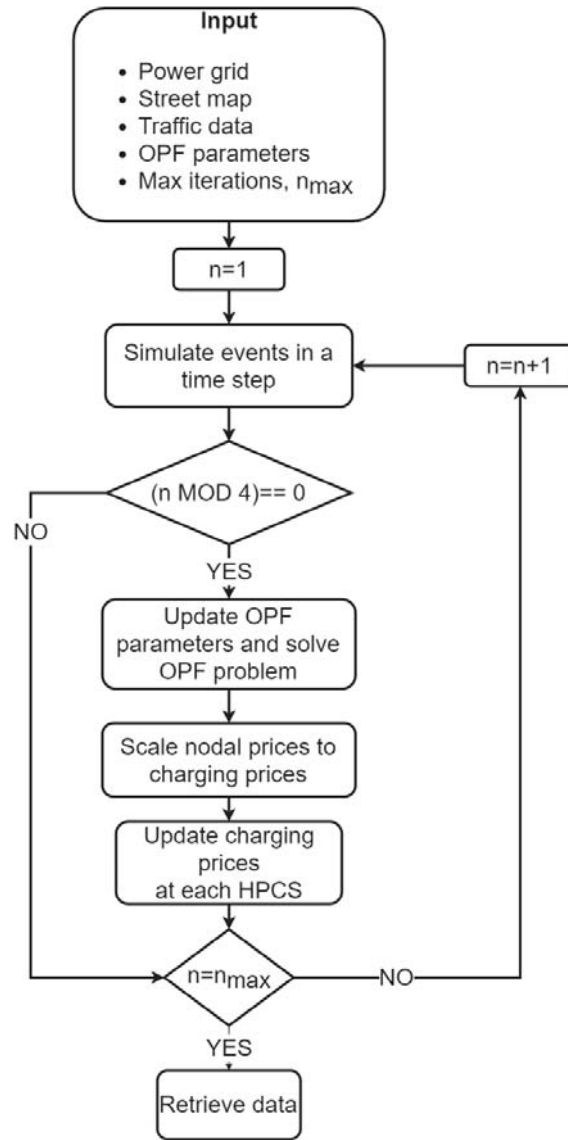 Input
• Power grid
• Street map
• Traffic data
• OPF parameters
• Max iterations, nmax
n=1
Simulate events in a
time step
n=n+1
(n MOD 4)== 0
NO
YES
Update OPF
parameters and solve
OPF problem
Scale nodal prices to
charging prices
Update charging
prices
at each HPCS
n=nmax
NO
YES
Retrieve data